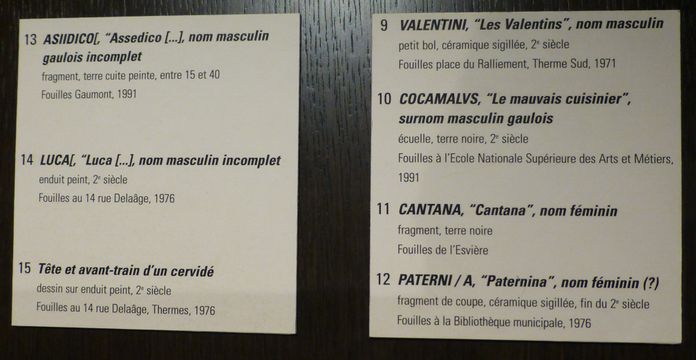 13 ASIIDICO[, “Assedico [...], nom masculin
gaulois incomplet
fragment, terre cuite peinte, entre 15 et 40
Fouilles Gaumont, 1991
14 LUCA[, “Luca [...], nom masculin incomplet
enduit peint, 2e siècle
Fouilles au 14 rue Delaâge, 1976
15 Tête et avant-train d’un cervidé
dessin sur enduit peint, 2e siècle
Fouilles au 14 rue Delaâge, Thermes, 1976
9 VALENTINI, “Les Valentins”, nom masculin
petit bol, céramique sigillée, 2e siècle
Fouilles place du Ralliement, Therme Sud, 1971
10 COCAMALVS, “Le mauvais cuisinier”,
surnom masculin gaulois
écuelle, terre noire, 2e siècle
Fouilles à l’Ecole Nationale Supérieure des Arts et Métiers,
1991
11 CANTANA, “Cantana”, nom féminin
fragment, terre noire
Fouilles de l’Esvière
12 PATERNI / A, “Paternina”, nom féminin (?)
fragment de coupe, céramique sigillée, fin du 2e siècle
Fouilles à la Bibliothèque municipale, 1976